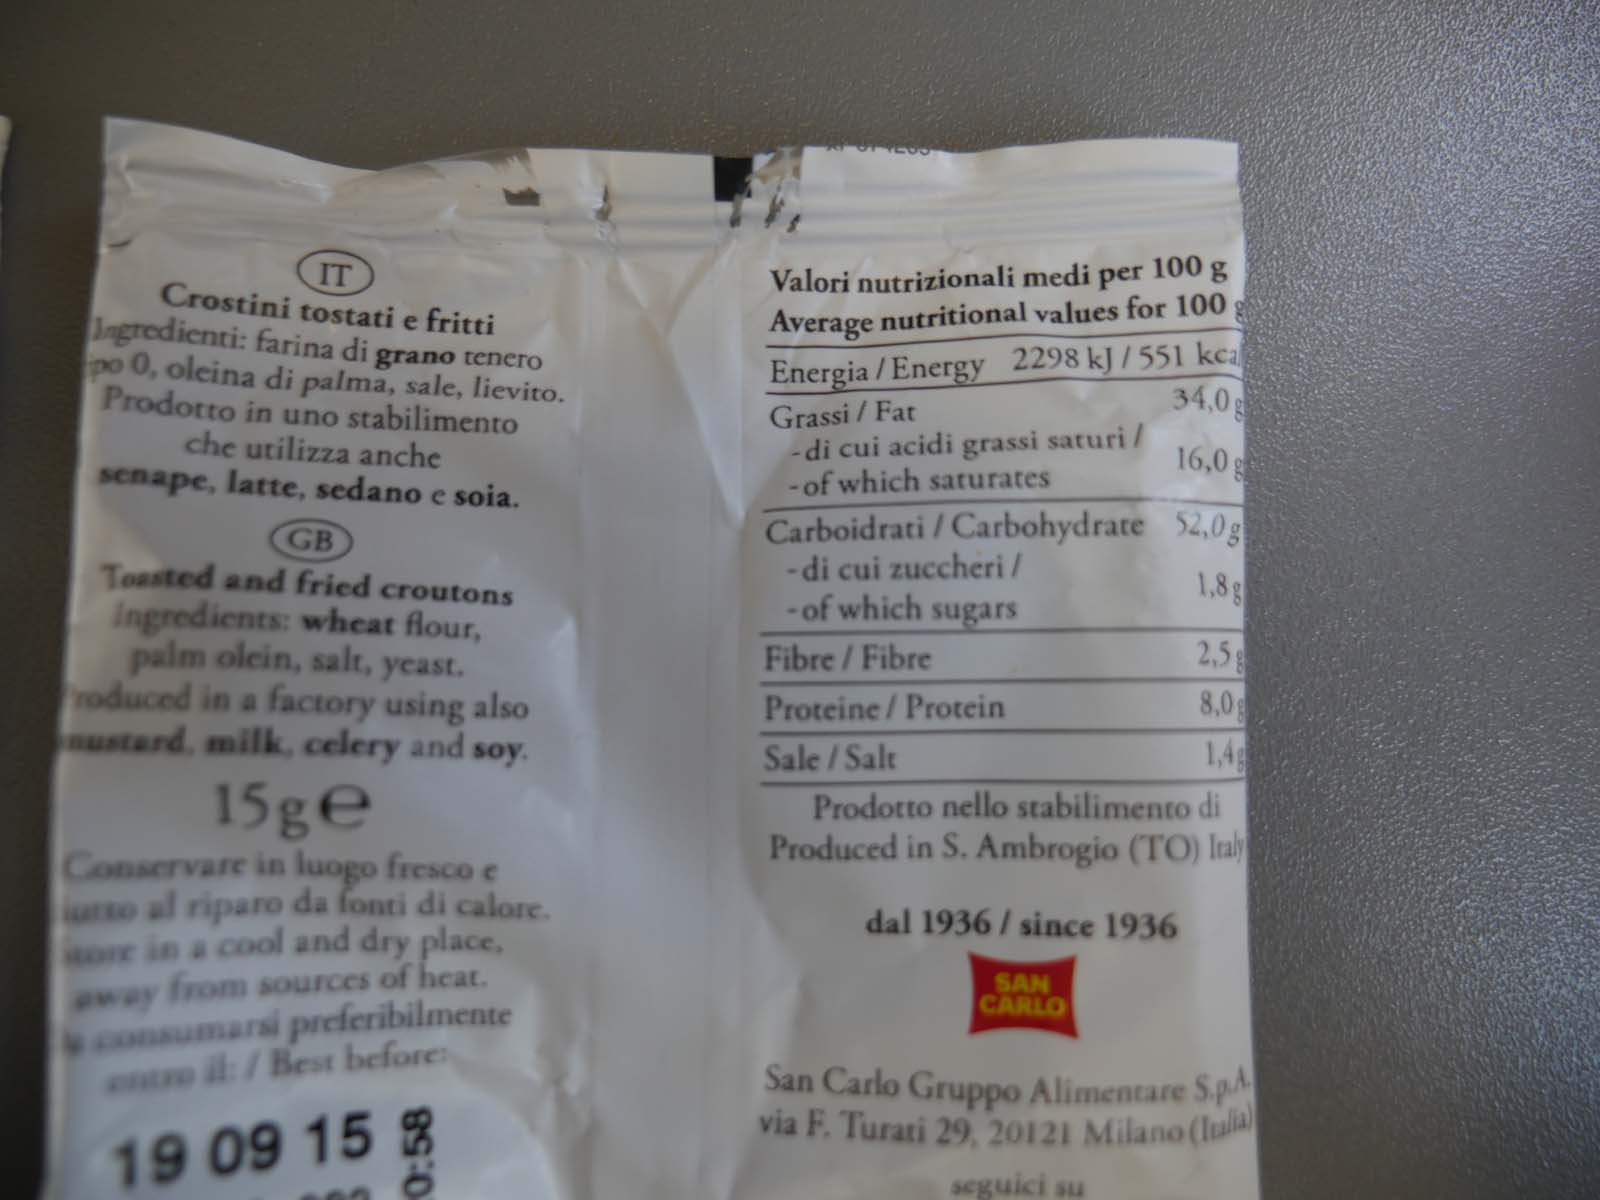 IT
Crostini tostati e fritti
Ingredienti: farina di grano tenero
tipo 0, oleina di palma, sale, lievito.
Prodotto in uno stabilimento
che utilizza anche
senape, latte, sedano e soia.
GB
Toasted and fried croutons
Ingredients: wheat flour,
palm olein, salt, yeast.
Produced in a factory using also
mustard, milk, celery and soy.
15 g e
Conservare in luogo fresco e
al riparo da fonti di calore.
Store in a cool and dry place,
away from sources of heat.
consumarsi preferibilmente
entro il: / Best before:
19 09 15
0:58
Valori nutrizionali medi per 100 g
Average nutritional values for 100 g
Energia / Energy 2298 kJ / 551 kcal
Grassi / Fat 34,0 g
- di cui acidi grassi saturi /
- of which saturates 16,0 g
Carboidrati / Carbohydrate 52,0 g
- di cui zuccheri /
- of which sugars 1,8 g
Fibre / Fibre 2,5 g
Proteine / Protein 8,0 g
Sale / Salt 1,4 g
Prodotto nello stabilimento di
Produced in S. Ambrogio (TO) Italy
dal 1936 / since 1936
SAN
CARLO
San Carlo Gruppo Alimentare S.p.A.
via F. Turati 29, 20121 Milano (Italia)
seguici su